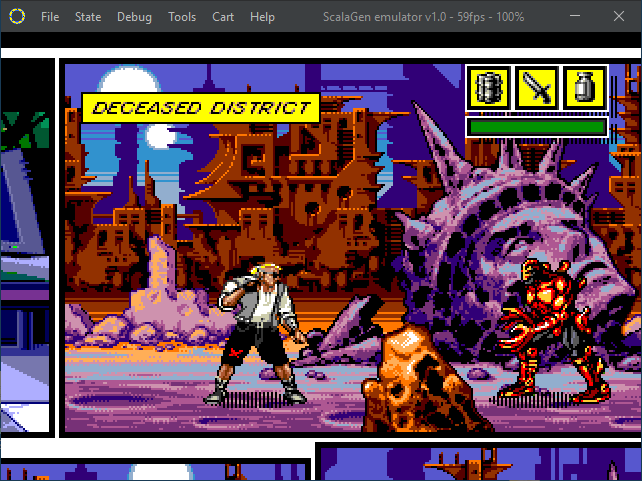 File State Debug Tools Cart Help ScalaGen emulator v1.0 - 59fps - 100%
DECEASED DISTRICT